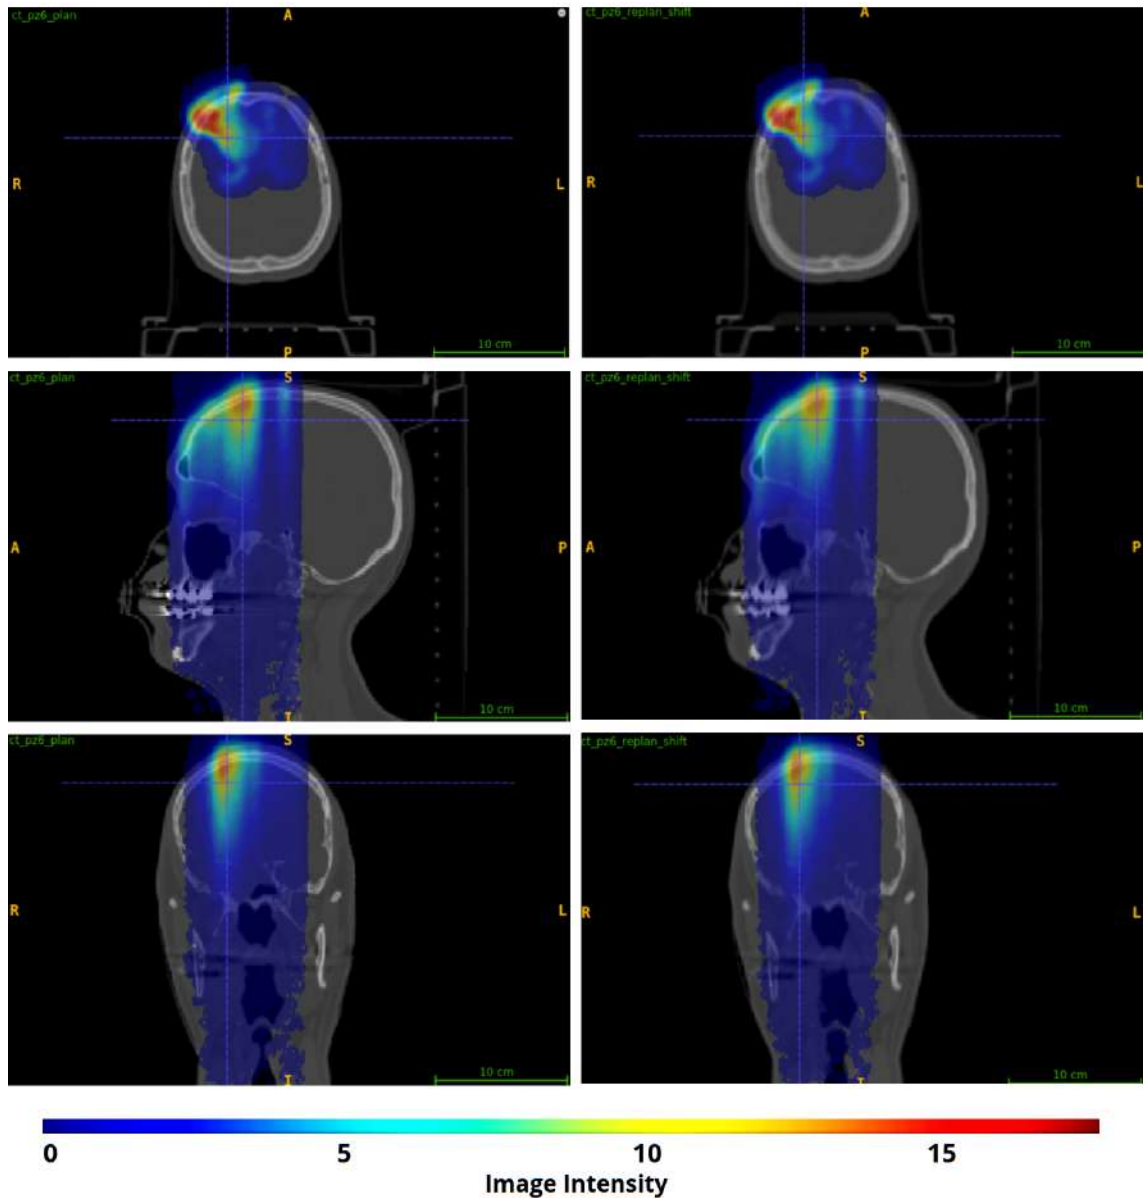 ct_pz6_plan
A
R
L
P
10 cm
ct_pz6_replan_shift
A
R
L
P
10 cm
ct_pz6_plan
S
A
P
I
10 cm
ct_pz6_replan_shift
S
A
P
I
10 cm
ct_pz6_plan
S
R
L
I
10 cm
ct_pz6_replan_shift
S
R
L
I
10 cm
0 5 10 15
Image Intensity